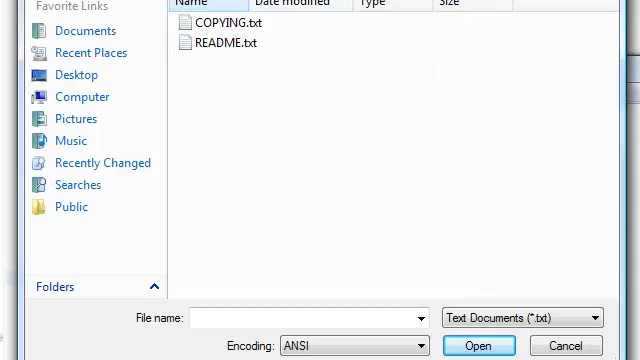 Favorite Links
Name Date modified Type Size
Documents
Recent Places
Desktop
Computer
Pictures
Music
Recently Changed
Searches
Public
Folders
COPYING.txt
README.txt
File name: Text Documents (*.txt)
Encoding: ANSI Open Cancel